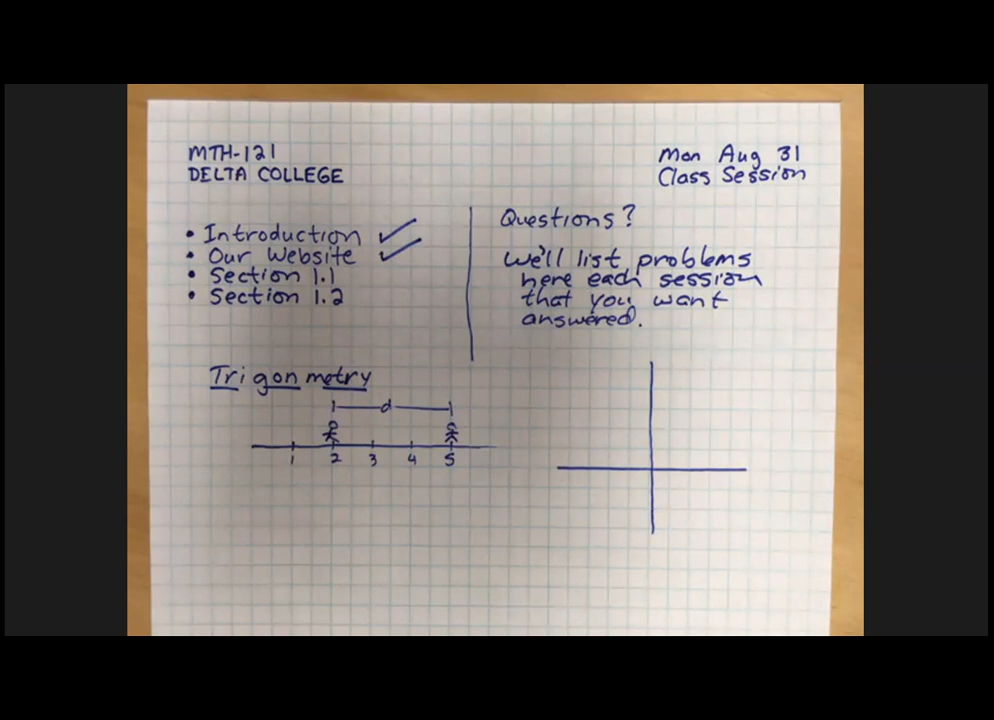 MTH-121
DELTA COLLEGE
Mon Aug 31
Class Session
• Introduction
• Our Website
• Section 1.1
• Section 1.2
Questions?
We'll list problems
here each session
that you want
answered.
Trigonometry
d
1 2 3 4 5